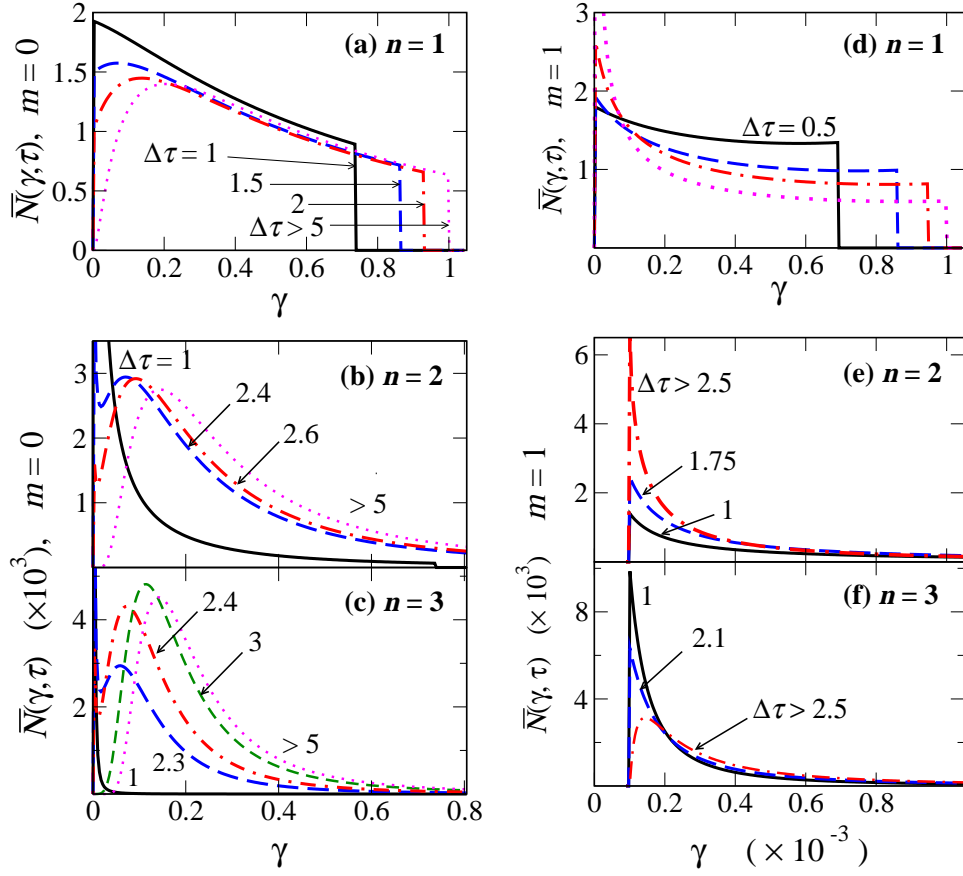 (a) n = 1
N̅(γ,τ), m = 0
2
1.5
1
0.5
0
Δτ = 1
1.5
2
Δτ > 5
0 0.2 0.4 0.6 0.8 1
γ
(d) n = 1
N̅(γ,τ), m = 1
3
2
1
Δτ = 0.5
0 0.2 0.4 0.6 0.8 1
γ
(b) n = 2
3
2
1
Δτ = 1
2.4
2.6
> 5
(c) n = 3
N̅(γ,τ) (×10³), m = 0
4
2
2.4
3
> 5
2.3
1
0 0.2 0.4 0.6 0.8
γ
(e) n = 2
6
4
2
Δτ > 2.5
1.75
1
(f) n = 3
N̅(γ, τ) (× 10³) m = 1
8
4
1
2.1
Δτ > 2.5
0 0.2 0.4 0.6 0.8 1
γ (× 10⁻³)